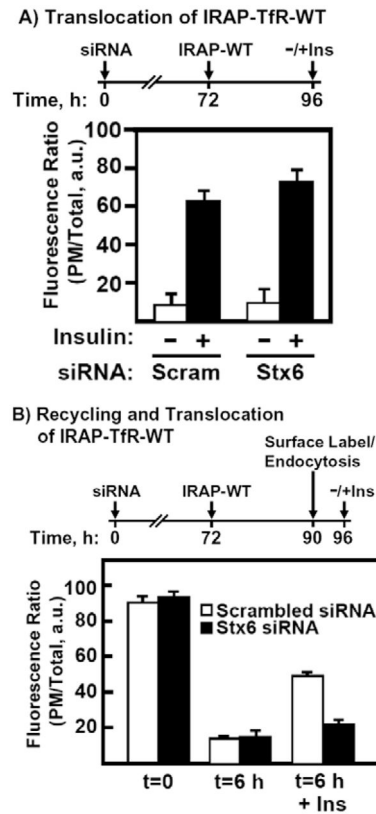 A) Translocation of IRAP-TfR-WT
siRNA IRAP-WT -/+Ins
Time, h: 0 72 96
Fluorescence Ratio
(PM/Total, a.u.)
100
80
60
40
20
Insulin: - + - +
siRNA: Scram Stx6
B) Recycling and Translocation
of IRAP-TfR-WT
Surface Label/
Endocytosis
siRNA IRAP-WT -/+Ins
Time, h: 0 72 90 96
Fluorescence Ratio
(PM/Total, a.u.)
100
80
60
40
20
Scrambled siRNA
Stx6 siRNA
t=0 t=6 h t=6 h
+ Ins